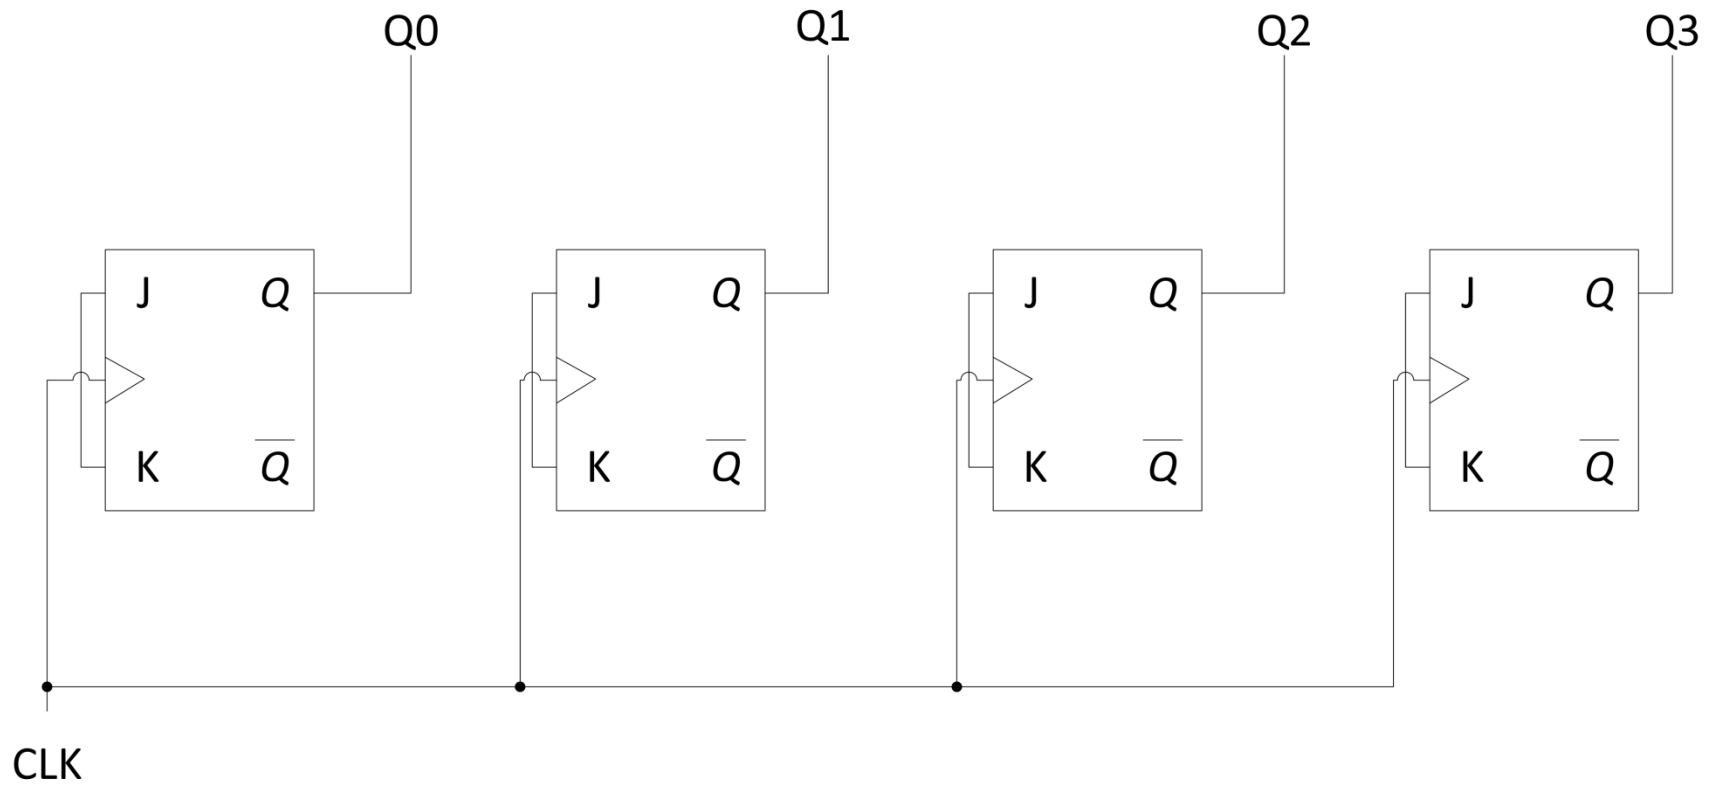 Q0 Q1 Q2 Q3
J Q J Q J Q J Q
K Q̅ K Q̅ K Q̅ K Q̅
CLK